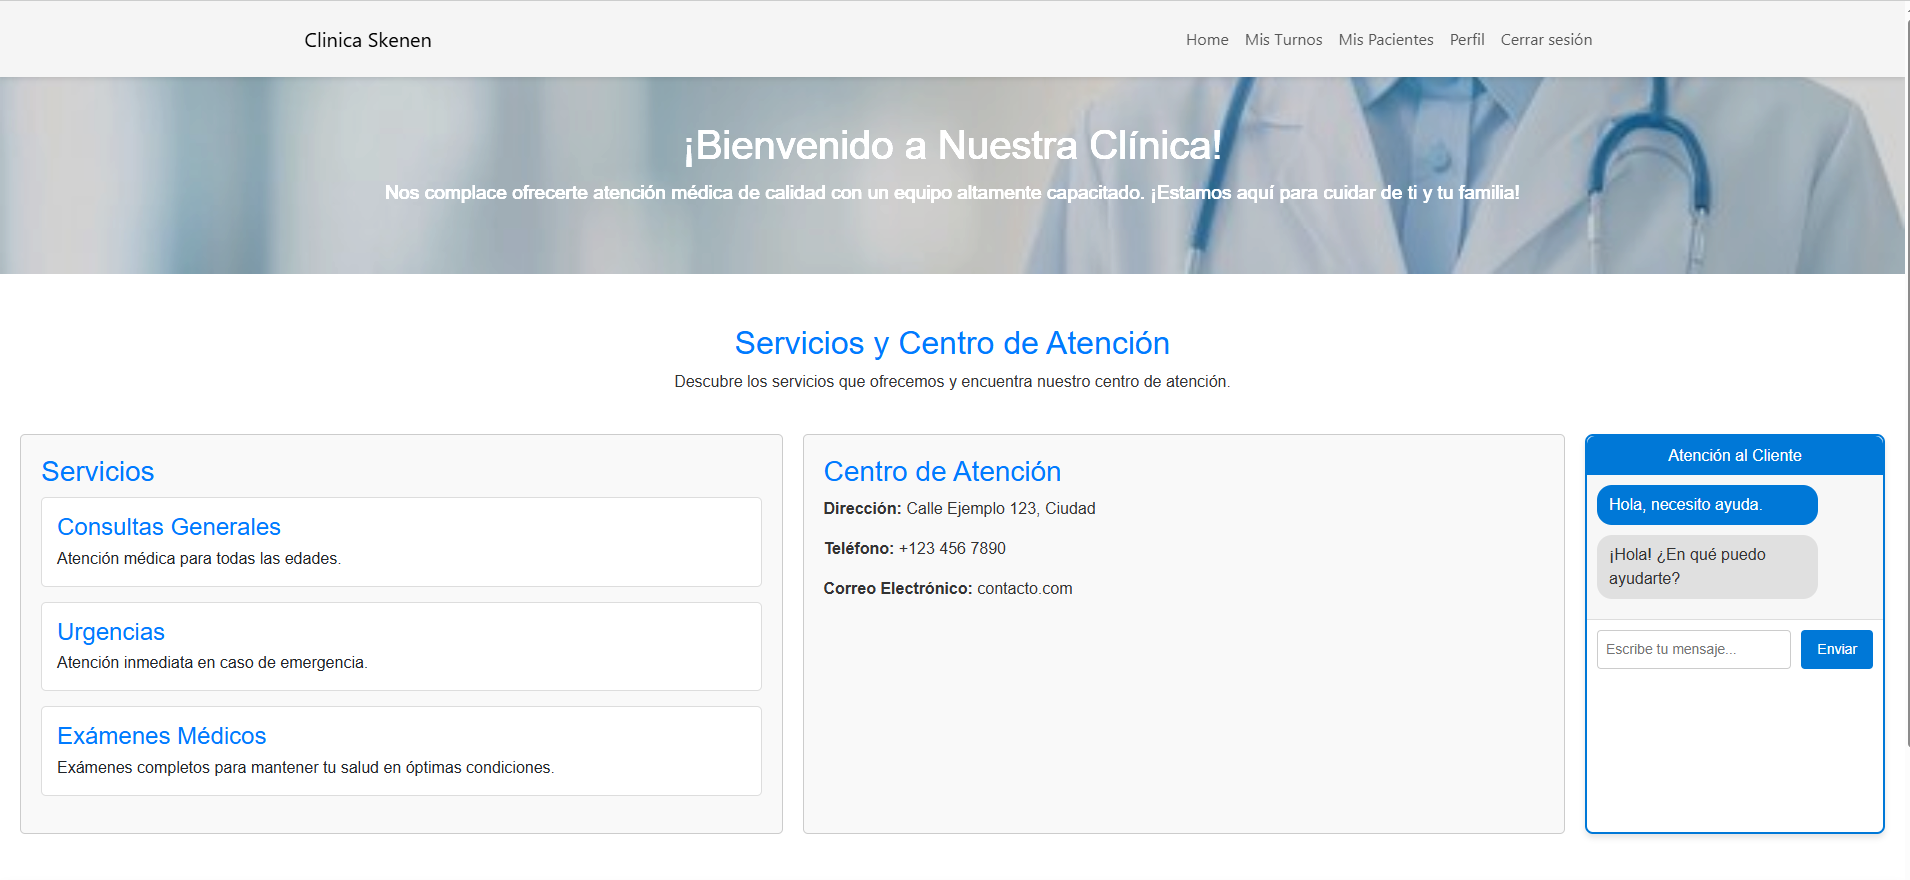 Clinica Skenen
Home Mis Turnos Mis Pacientes Perfil Cerrar sesión
¡Bienvenido a Nuestra Clínica!
Nos complace ofrecerte atención médica de calidad con un equipo altamente capacitado. ¡Estamos aquí para cuidar de ti y tu familia!
Servicios y Centro de Atención
Descubre los servicios que ofrecemos y encuentra nuestro centro de atención.
Servicios
Consultas Generales
Atención médica para todas las edades.
Urgencias
Atención inmediata en caso de emergencia.
Exámenes Médicos
Exámenes completos para mantener tu salud en óptimas condiciones.
Centro de Atención
Dirección: Calle Ejemplo 123, Ciudad
Teléfono: +123 456 7890
Correo Electrónico: contacto.com
Atención al Cliente
Hola, necesito ayuda.
¡Hola! ¿En qué puedo
ayudarte?
Escribe tu mensaje...
Enviar